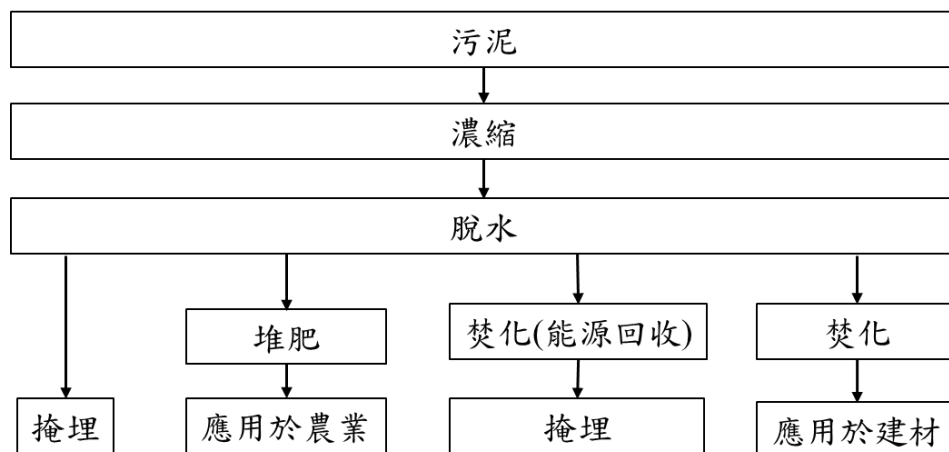 污泥
濃縮
脫水
堆肥
焚化(能源回收)
焚化
掩埋
應用於農業
掩埋
應用於建材